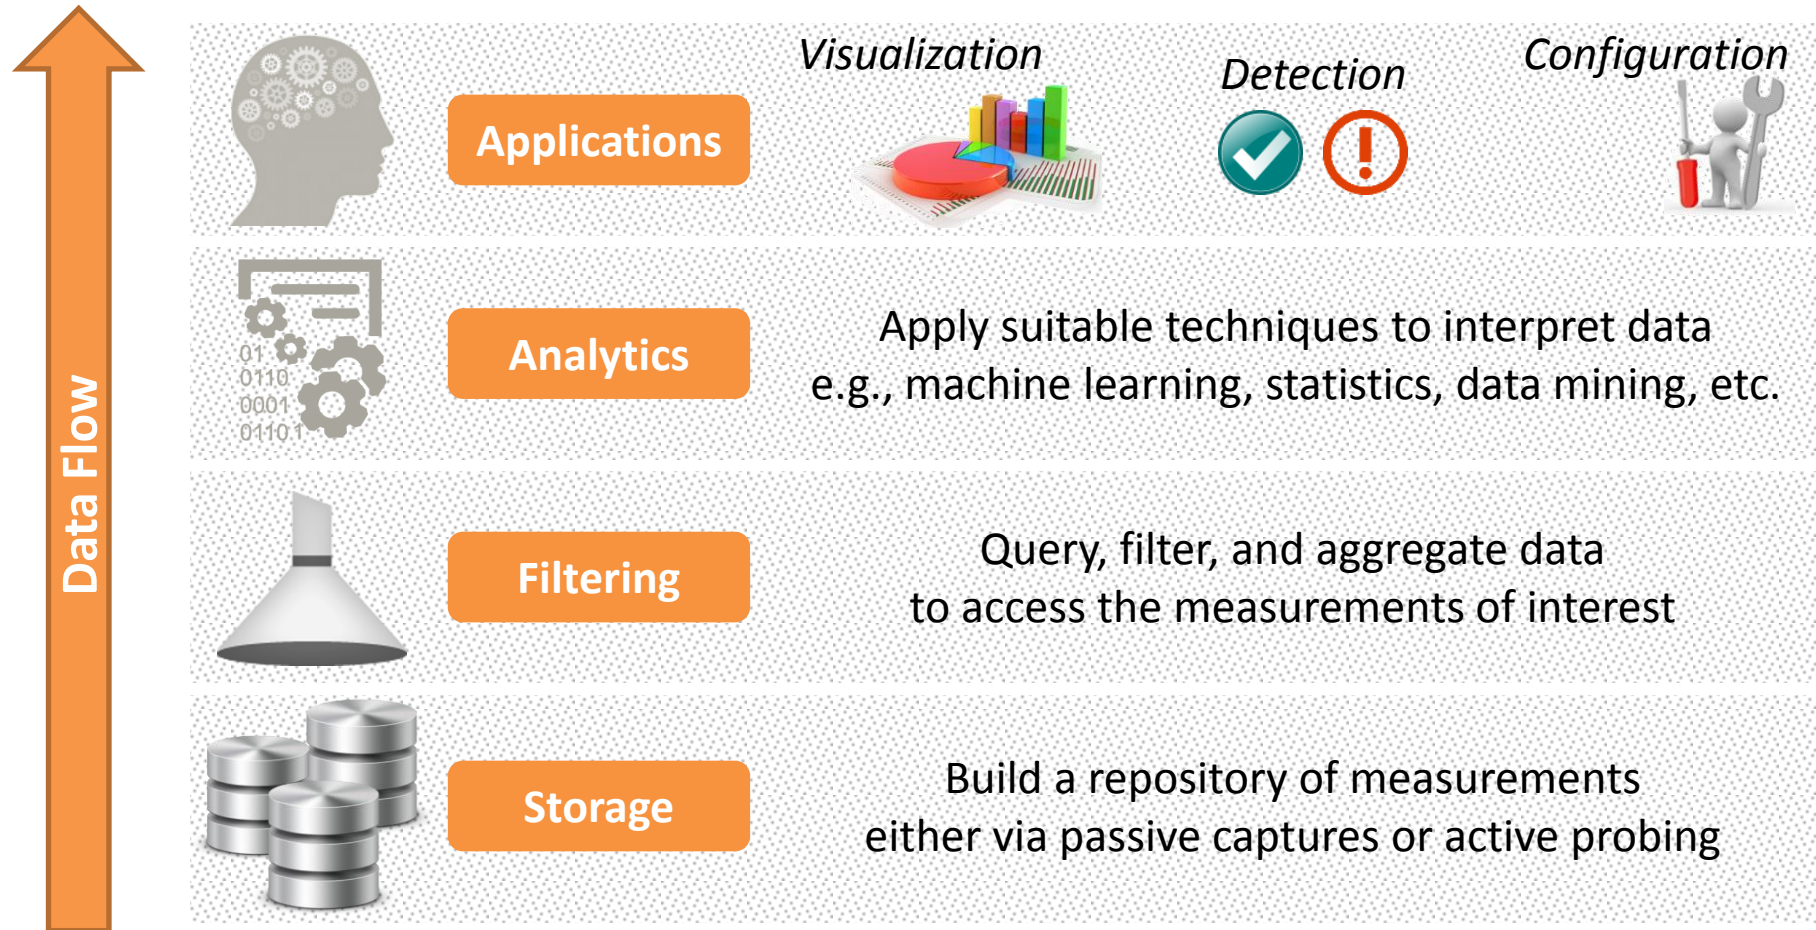 Data Flow
Applications
Visualization
Detection
Configuration
Analytics
01
0110
0001
01101
Apply suitable techniques to interpret data
e.g., machine learning, statistics, data mining, etc.
Filtering
Query, filter, and aggregate data
to access the measurements of interest
Storage
Build a repository of measurements
either via passive captures or active probing